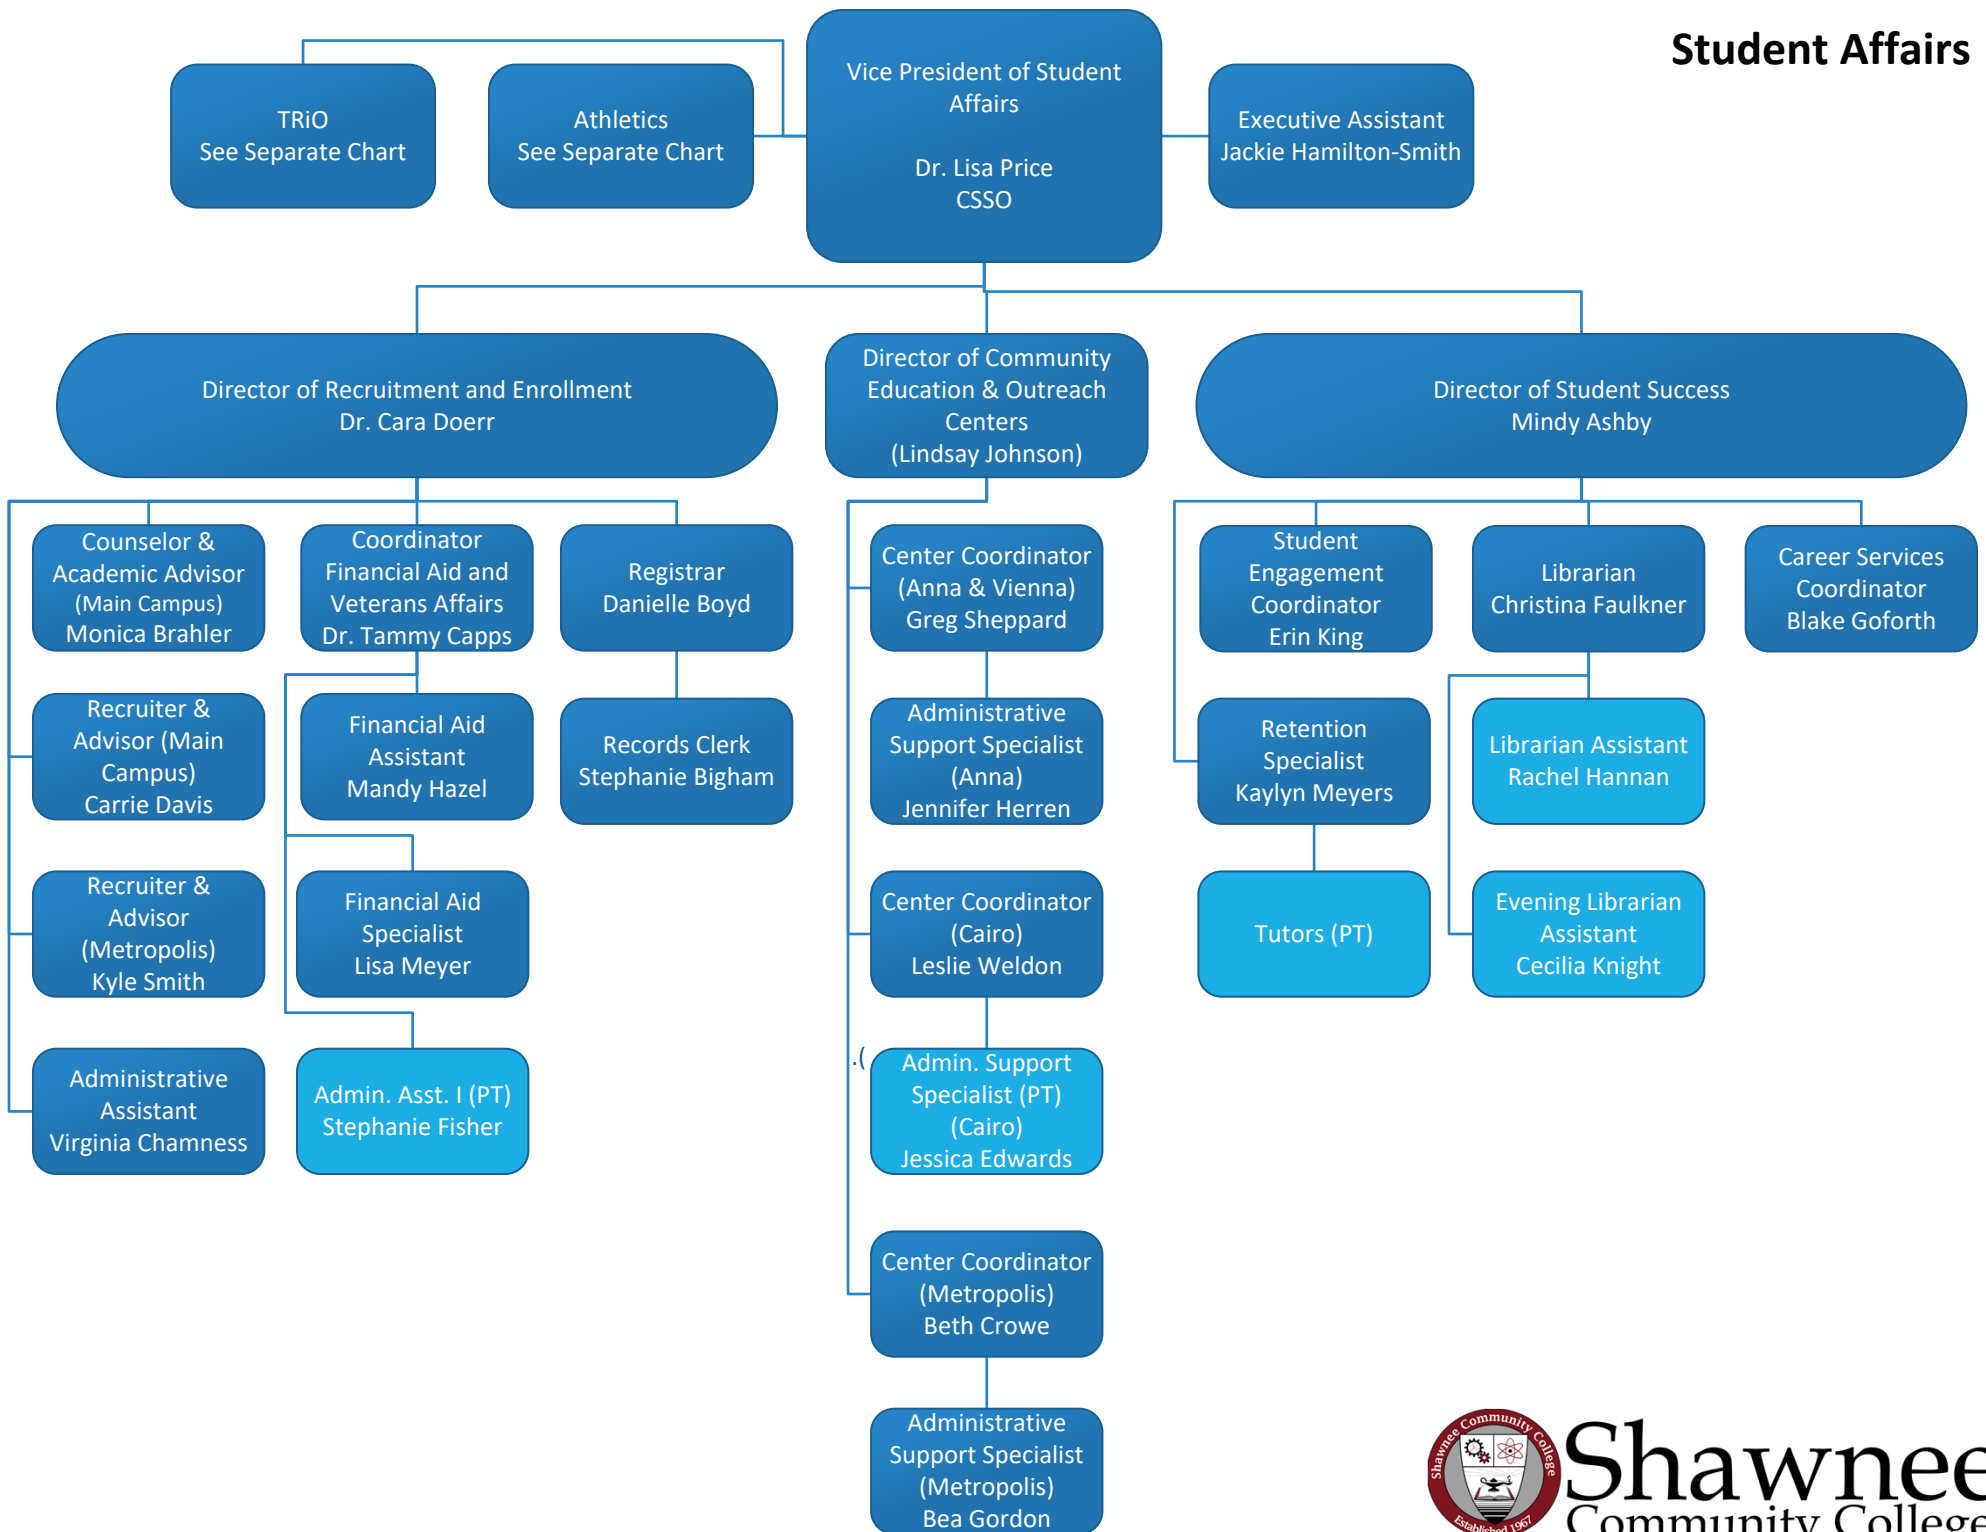 Student Affairs
TRiO
See Separate Chart
Athletics
See Separate Chart
Vice President of Student
Affairs
Dr. Lisa Price
CSSO
Executive Assistant
Jackie Hamilton-Smith
Director of Recruitment and Enrollment
Dr. Cara Doerr
Director of Community
Education & Outreach
Centers
(Lindsay Johnson)
Director of Student Success
Mindy Ashby
Counselor &
Academic Advisor
(Main Campus)
Monica Brahler
Coordinator
Financial Aid and
Veterans Affairs
Dr. Tammy Capps
Registrar
Danielle Boyd
Center Coordinator
(Anna & Vienna)
Greg Sheppard
Student
Engagement
Coordinator
Erin King
Librarian
Christina Faulkner
Career Services
Coordinator
Blake Goforth
Recruiter &
Advisor (Main
Campus)
Carrie Davis
Financial Aid
Assistant
Mandy Hazel
Records Clerk
Stephanie Bigham
Administrative
Support Specialist
(Anna)
Jennifer Herren
Retention
Specialist
Kaylyn Meyers
Librarian Assistant
Rachel Hannan
Recruiter &
Advisor
(Metropolis)
Kyle Smith
Financial Aid
Specialist
Lisa Meyer
Center Coordinator
(Cairo)
Leslie Weldon
Tutors (PT)
Evening Librarian
Assistant
Cecilia Knight
Administrative
Assistant
Virginia Chamness
Admin. Asst. I (PT)
Stephanie Fisher
.(
Admin. Support
Specialist (PT)
(Cairo)
Jessica Edwards
Center Coordinator
(Metropolis)
Beth Crowe
Administrative
Support Specialist
(Metropolis)
Bea Gordon
Shawnee Community College
Established 1967
Shawnee
Community College